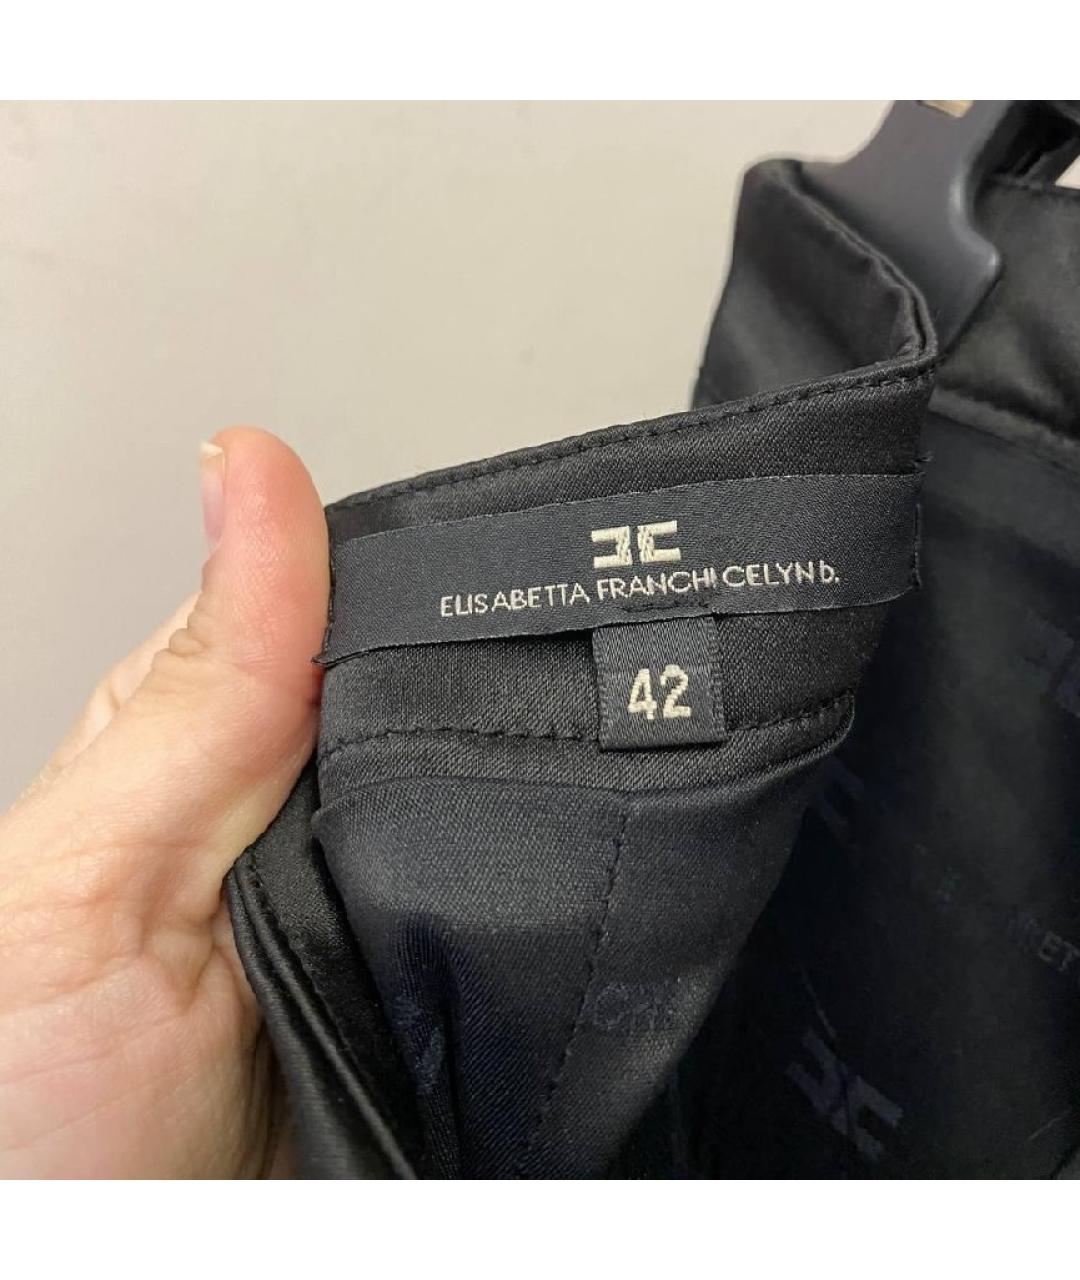 ELISABETTA FRANCHI CELYN b.
42